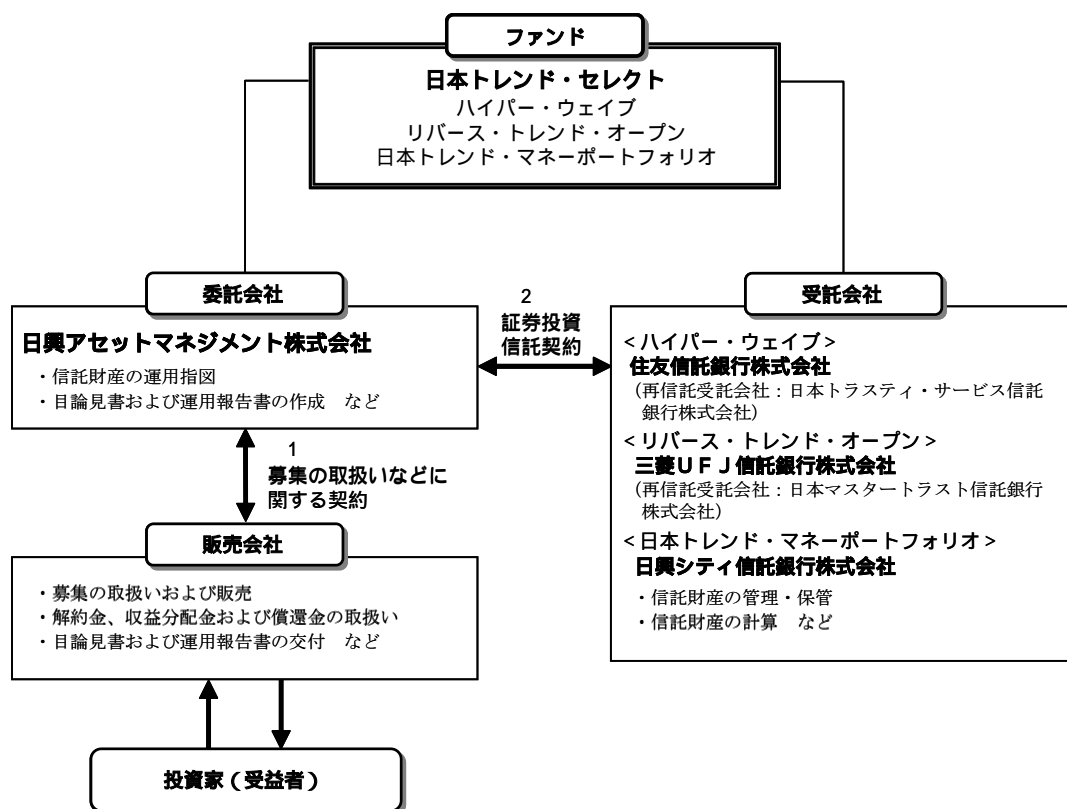 ファンド
日本トレンド・セレクト
ハイパー・ウェイブ
リバース・トレンド・オープン
日本トレンド・マネーポートフォリオ
委託会社
日興アセットマネジメント株式会社
・信託財産の運用指図
・目論見書および運用報告書の作成　など
2
証券投資
信託契約
受託会社
＜ハイパー・ウェイブ＞
住友信託銀行株式会社
（再信託受託会社：日本トラスティ・サービス信託
銀行株式会社）
＜リバース・トレンド・オープン＞
三菱ＵＦＪ信託銀行株式会社
（再信託受託会社：日本マスタートラスト信託銀行
株式会社）
＜日本トレンド・マネーポートフォリオ＞
日興シティ信託銀行株式会社
・信託財産の管理・保管
・信託財産の計算　など
1
募集の取扱いなどに
関する契約
販売会社
・募集の取扱いおよび販売
・解約金、収益分配金および償還金の取扱い
・目論見書および運用報告書の交付　など
投資家（受益者）